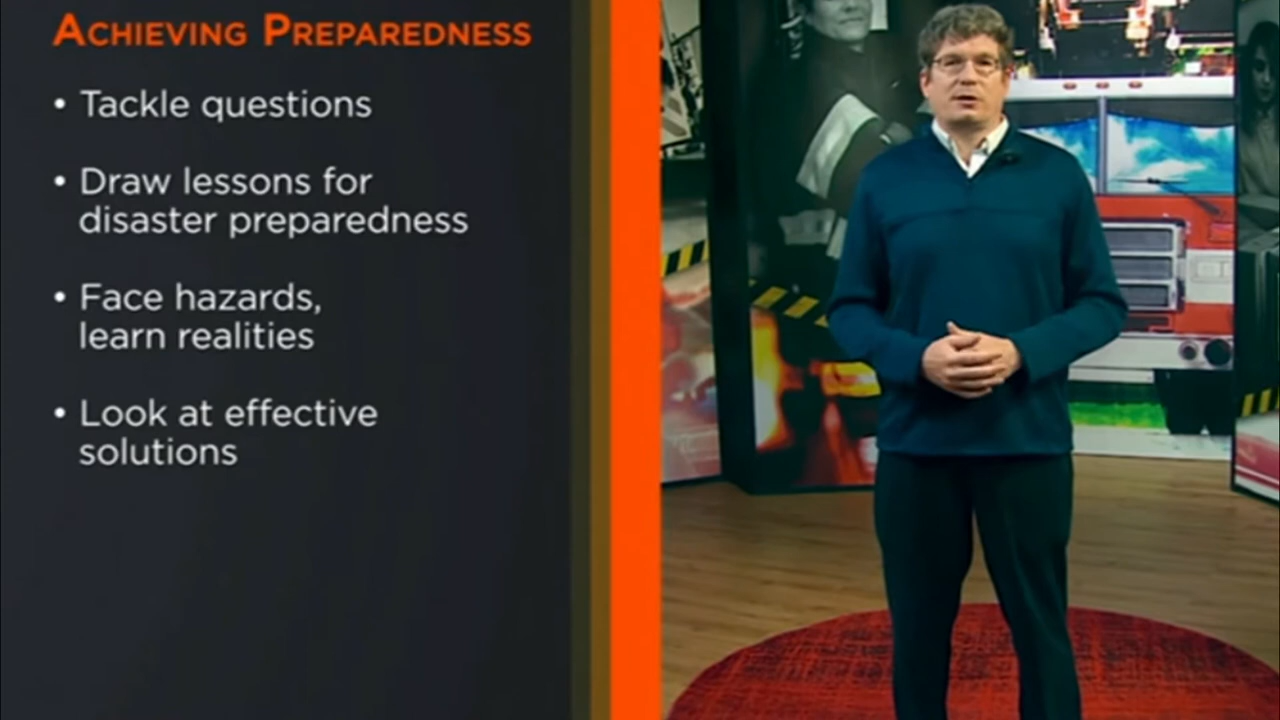 ACHIEVING PREPAREDNESS
• Tackle questions
• Draw lessons for
disaster preparedness
• Face hazards,
learn realities
• Look at effective
solutions